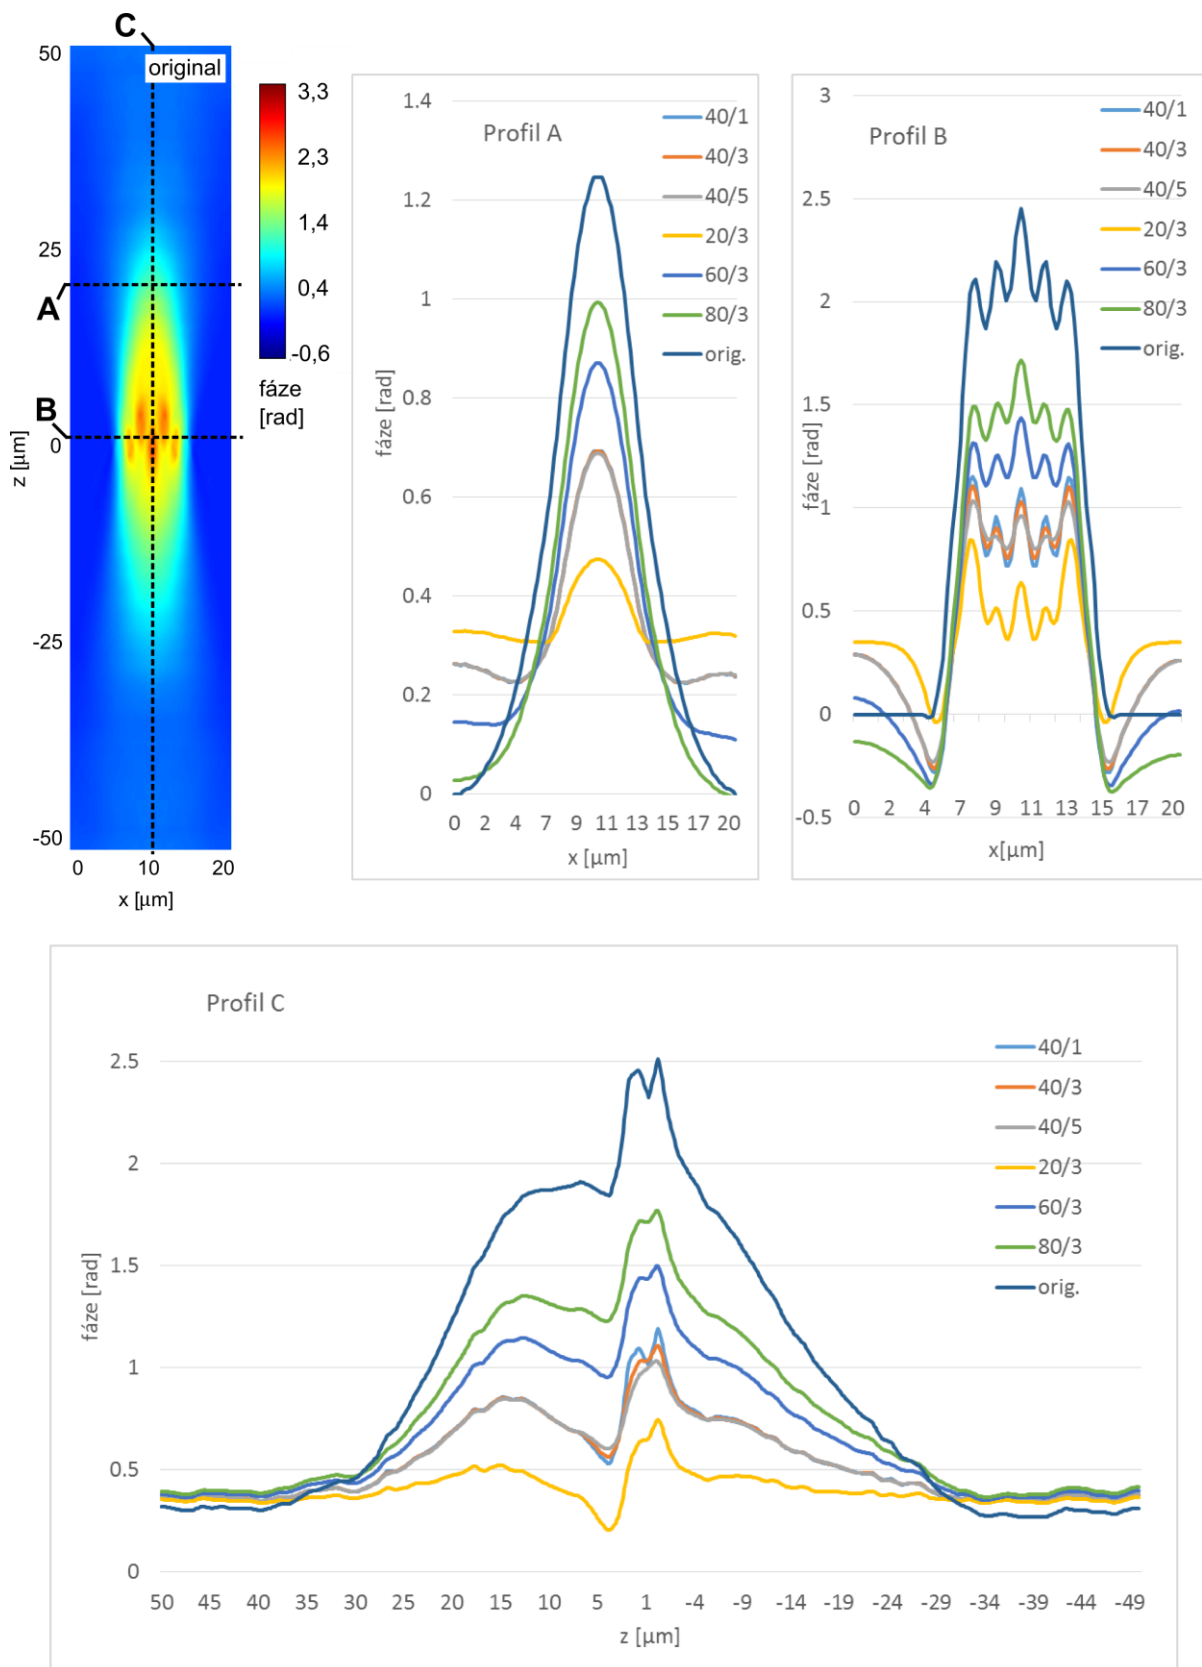 C
50
original
25
A
B
0
z [µm]
-25
-50
0 10 20
x [µm]
3,3
2,3
1,4
0,4
-0,6
fáze
[rad]
Profil A
1.4
1.2
1
0.8
0.6
0.4
0.2
0
fáze [rad]
0 2 4 7 9 11 13 15 17 20
x [µm]
40/1
40/3
40/5
20/3
60/3
80/3
orig.
Profil B
3
2.5
2
1.5
1
0.5
0
-0.5
fáze [rad]
0 2 4 7 9 11 13 15 17 20
x[µm]
40/1
40/3
40/5
20/3
60/3
80/3
orig.
Profil C
2.5
2
1.5
1
0.5
0
fáze [rad]
50 45 40 35 30 25 20 15 10 5 1 -4 -9 -14 -19 -24 -29 -34 -39 -44 -49
z [µm]
40/1
40/3
40/5
20/3
60/3
80/3
orig.